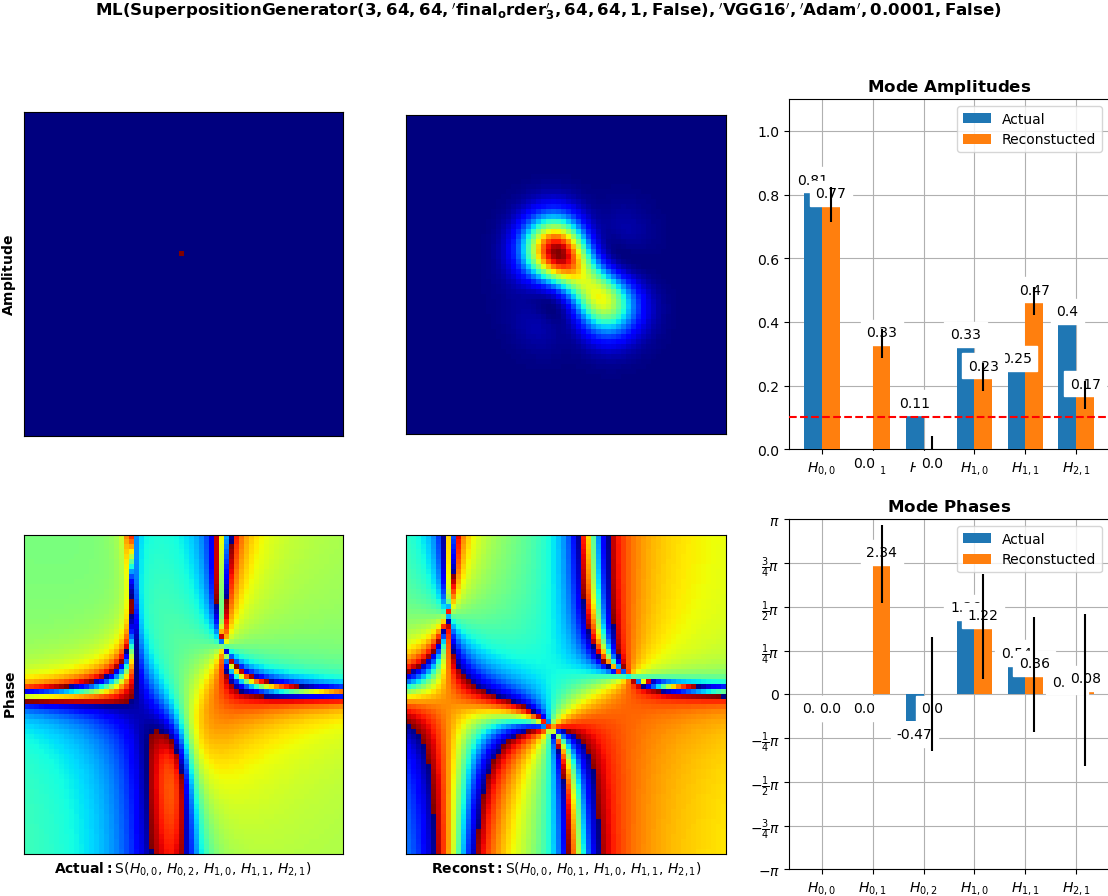 ML(SuperpositionGenerator(3, 64, 64, ′final_order′_3, 64, 64, 1, False), ′VGG16′, ′Adam′, 0.0001, False)
Amplitude
Mode Amplitudes
Actual
Reconstucted
1.0
0.8
0.6
0.4
0.2
0.0
0.81
0.77
0.0
0.33
0.11
0.0
0.33
0.23
0.25
0.47
0.4
0.17
H0,0
1
H1,0
H1,1
H2,1
Phase
Mode Phases
Actual
Reconstucted
π
3/4π
1/2π
1/4π
0
−1/4π
−1/2π
−3/4π
−π
0.0
0.0
2.34
-0.47
0.0
1.22
0.36
0.08
H0,0
H0,1
H0,2
H1,0
H1,1
H2,1
Actual: S(H0,0, H0,2, H1,0, H1,1, H2,1)
Reconst: S(H0,0, H0,1, H1,0, H1,1, H2,1)